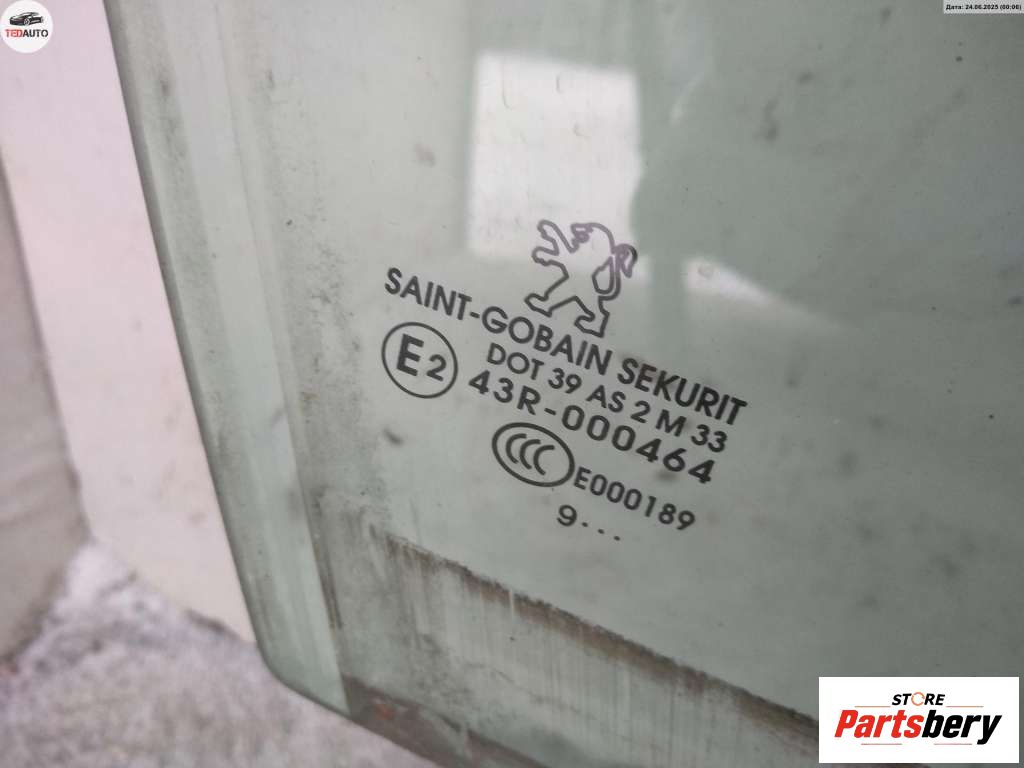 TEDAUTO
Дата: 24.06.2025 (00:06)
SAINT-GOBAIN SEKURIT
DOT 39 AS 2 M 33
E2 43R-000464
CCC E000189
9...
STORE
Partsbery